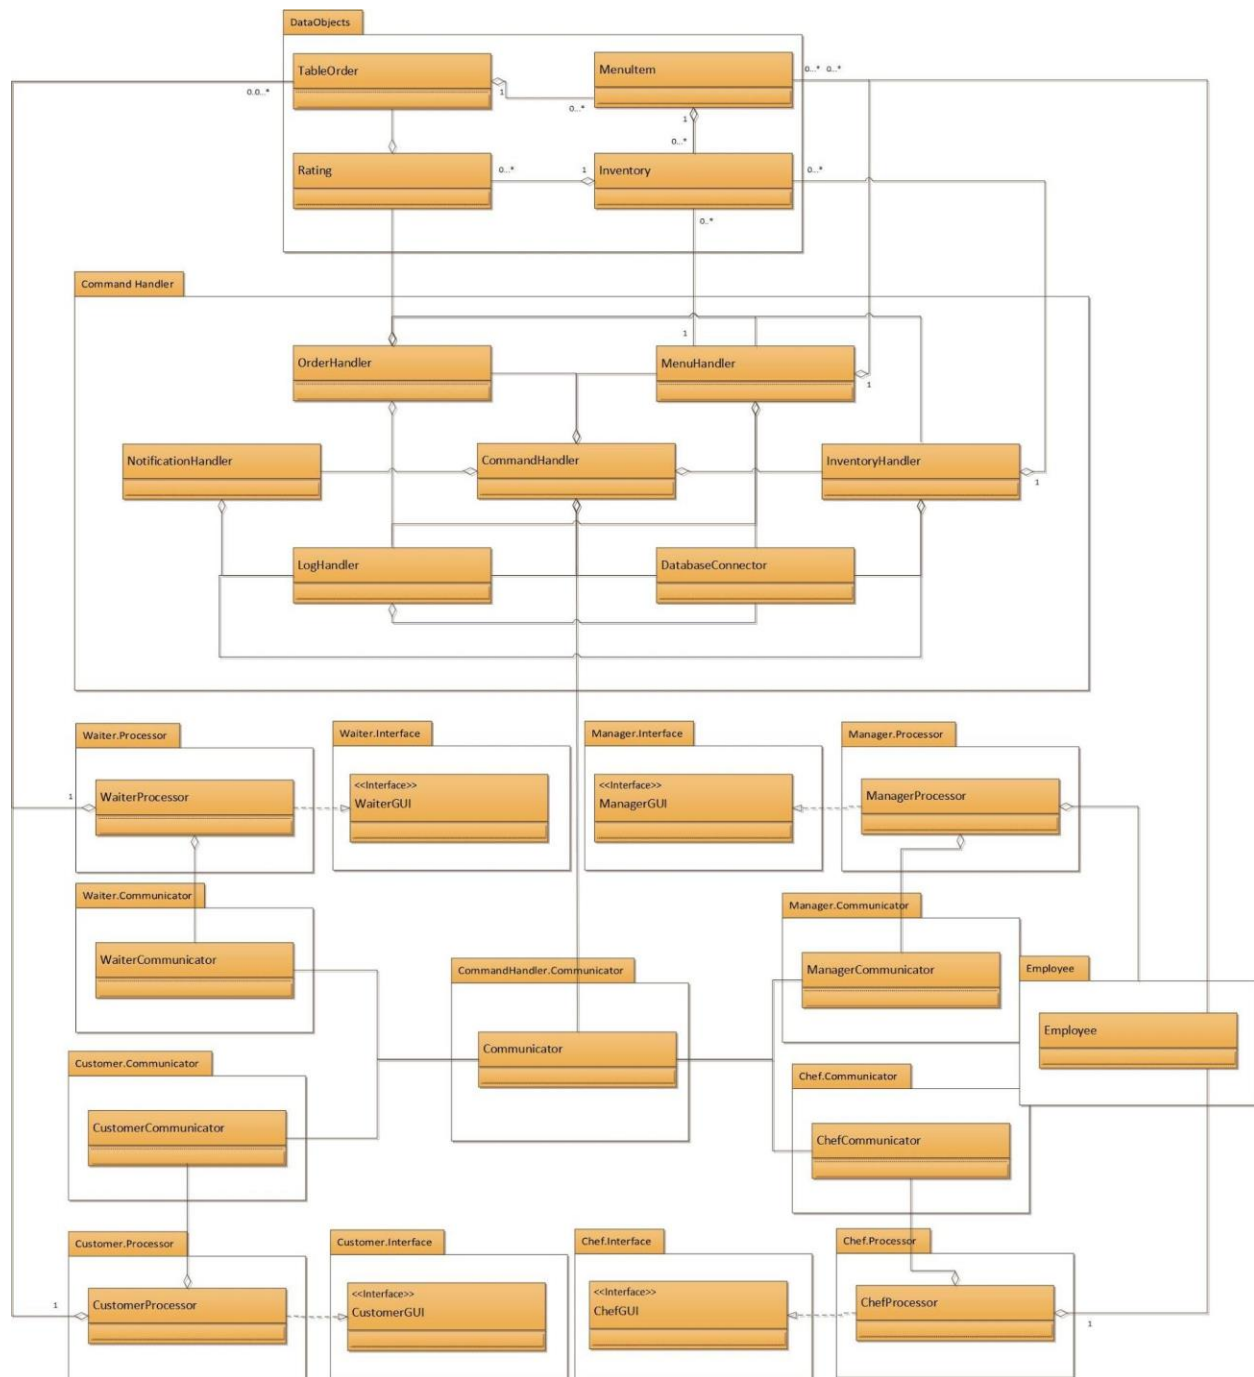 DataObjects
TableOrder
MenuItem
0...* 0...*
0.0...*
1
0...*
1
0...*
Rating
0...*
1
Inventory
0...*
0..*
Command Handler
1
OrderHandler
MenuHandler
1
NotificationHandler
CommandHandler
InventoryHandler
1
LogHandler
DatabaseConnector
Waiter.Processor
Waiter.Interface
Manager.Interface
Manager.Processor
1
WaiterProcessor
<<Interface>>
WaiterGUI
<<Interface>>
ManagerGUI
ManagerProcessor
Waiter.Communicator
Manager.Communicator
WaiterCommunicator
CommandHandler.Communicator
ManagerCommunicator
Employee
Employee
Communicator
Customer.Communicator
Chef.Communicator
CustomerCommunicator
ChefCommunicator
Customer.Processor
Customer.Interface
Chef.Interface
Chef.Processor
1
CustomerProcessor
<<Interface>>
CustomerGUI
<<Interface>>
ChefGUI
ChefProcessor
1